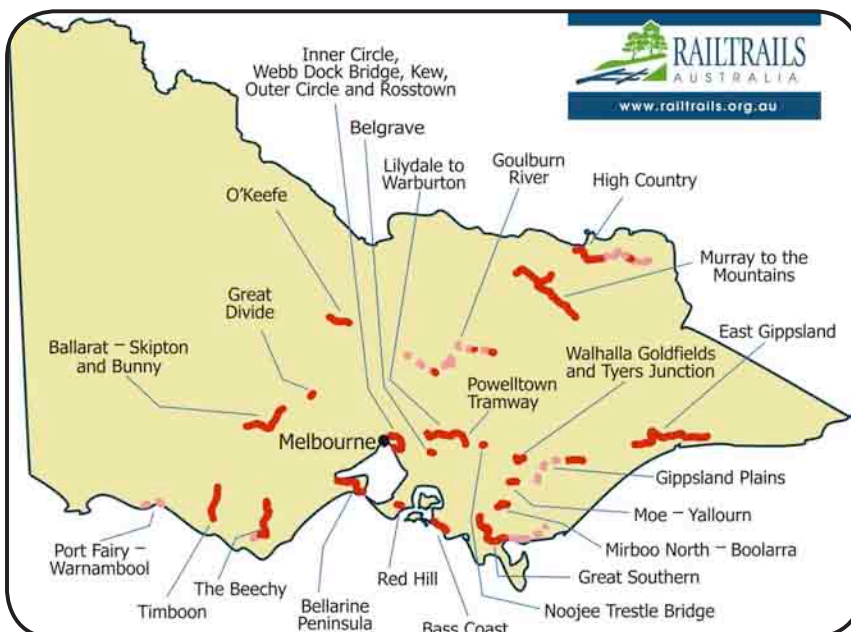 RAILTRAILS
AUSTRALIA
www.railtrails.org.au
Inner Circle,
Webb Dock Bridge, Kew,
Outer Circle and Rosstown
Belgrave
Lilydale to
Warburton
Goulburn
River
High Country
O'Keefe
Murray to the
Mountains
Great
Divide
East Gippsland
Ballarat – Skipton
and Bunny
Walhalla Goldfields
and Tyers Junction
Powelltown
Tramway
Melbourne
Gippsland Plains
Moe – Yallourn
Port Fairy –
Warnambool
Mirboo North – Boolarra
The Beechy
Red Hill
Great Southern
Timboon
Bellarine
Peninsula
Noojee Trestle Bridge
Bass Coast